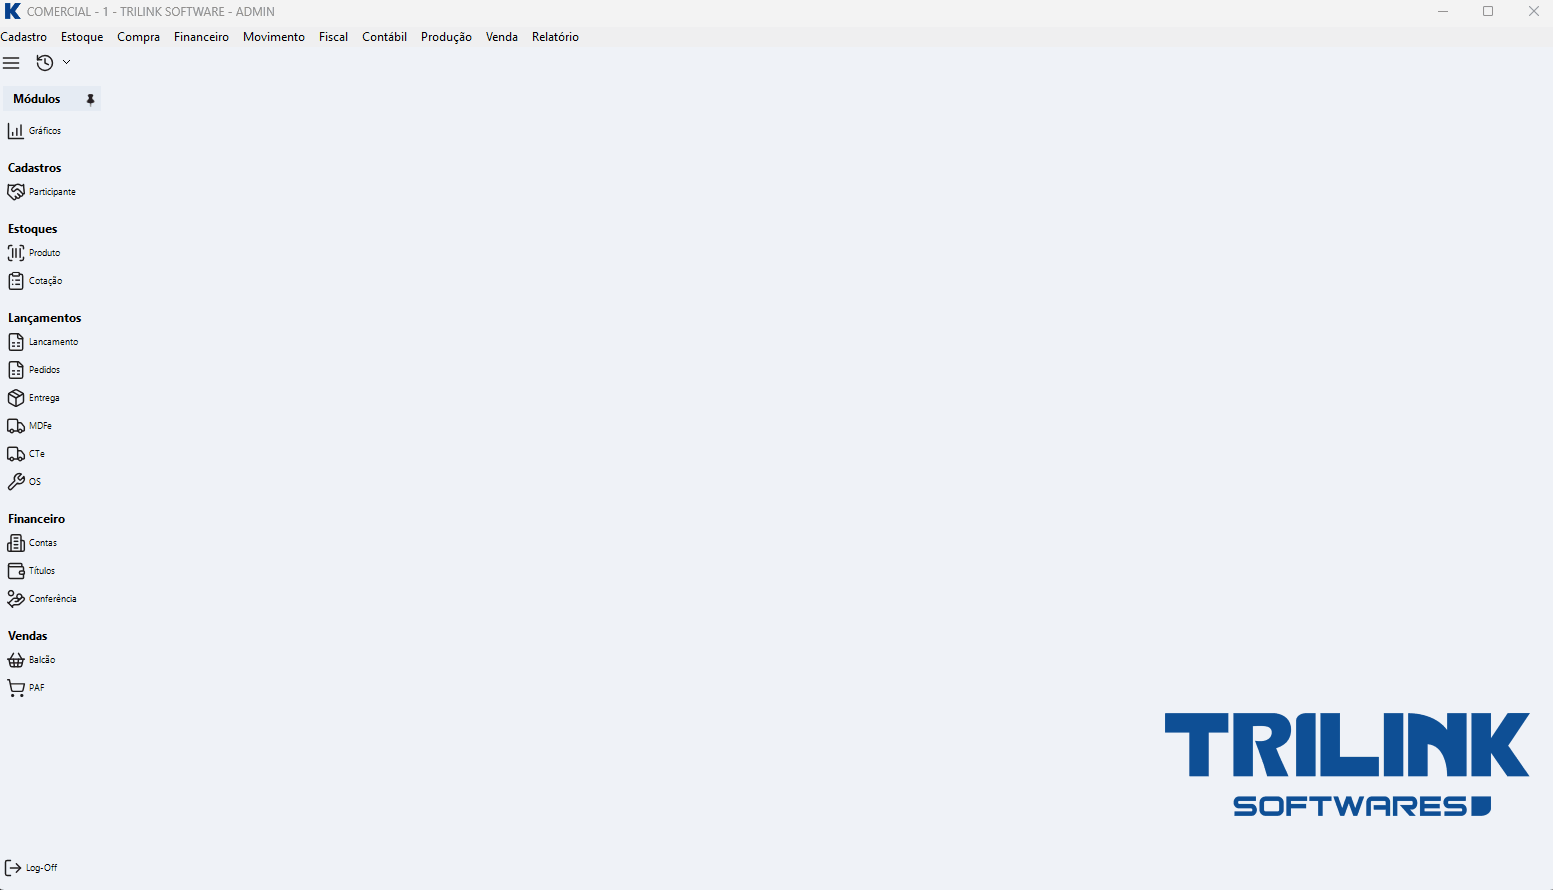 COMERCIAL - 1 - TRILINK SOFTWARE - ADMIN
Cadastro Estoque Compra Financeiro Movimento Fiscal Contábil Produção Venda Relatório
Módulos
Gráficos
Cadastros
Participante
Estoques
Produto
Cotação
Lançamentos
Lancamento
Pedidos
Entrega
MDFe
CTe
OS
Financeiro
Contas
Títulos
Conferência
Vendas
Balcão
PAF
TRILINK
SOFTWARES
Log-Off